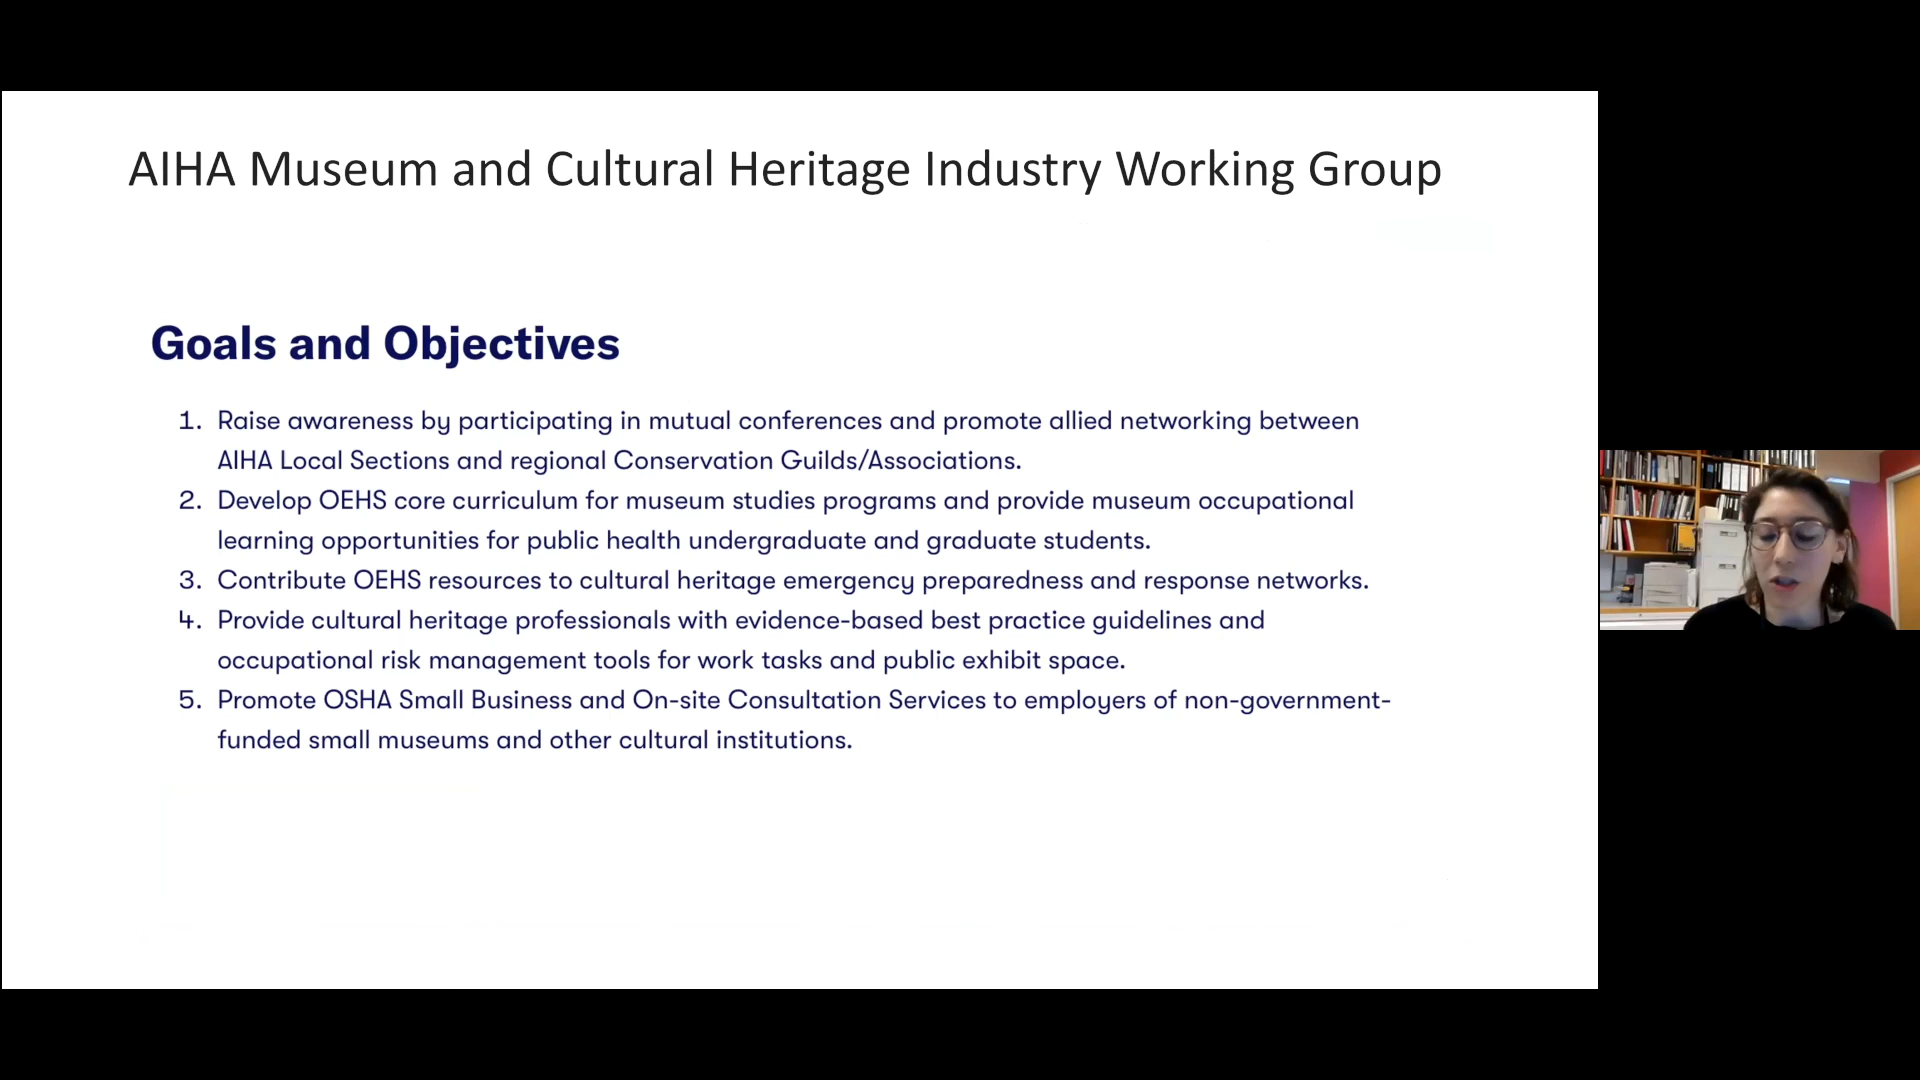 AIHA Museum and Cultural Heritage Industry Working Group
Goals and Objectives
1. Raise awareness by participating in mutual conferences and promote allied networking between
AIHA Local Sections and regional Conservation Guilds/Associations.
2. Develop OEHS core curriculum for museum studies programs and provide museum occupational
learning opportunities for public health undergraduate and graduate students.
3. Contribute OEHS resources to cultural heritage emergency preparedness and response networks.
4. Provide cultural heritage professionals with evidence-based best practice guidelines and
occupational risk management tools for work tasks and public exhibit space.
5. Promote OSHA Small Business and On-site Consultation Services to employers of non-government-
funded small museums and other cultural institutions.